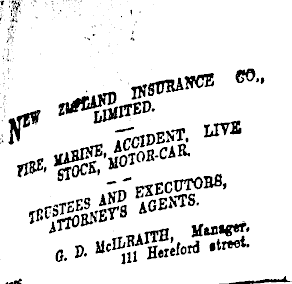 NEW ZEALAND INSURANCE CO.,
LIMITED.
FIRE, MARINE, ACCIDENT, LIVE
STOCK, MOTOR-CAR.
TRUSTEES AND EXECUTORS,
ATTORNEY'S AGENTS.
G. D. McILRAITH, Manager,
111 Hereford street.